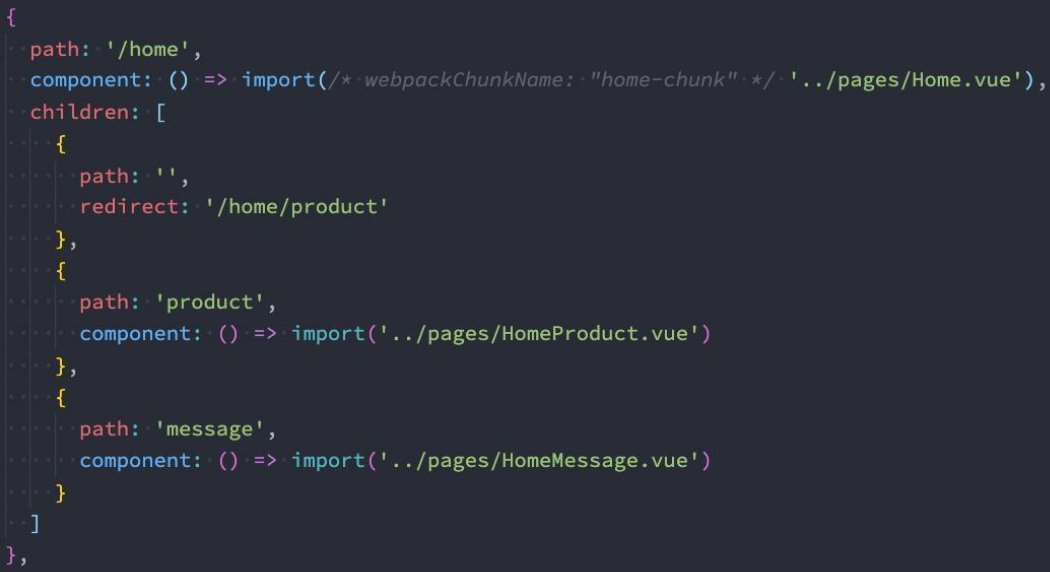 {
  path: '/home',
  component: () => import(/* webpackChunkName: "home-chunk" */ '../pages/Home.vue'),
  children: [
    {
      path: '',
      redirect: '/home/product'
    },
    {
      path: 'product',
      component: () => import('../pages/HomeProduct.vue')
    },
    {
      path: 'message',
      component: () => import('../pages/HomeMessage.vue')
    }
  ]
},